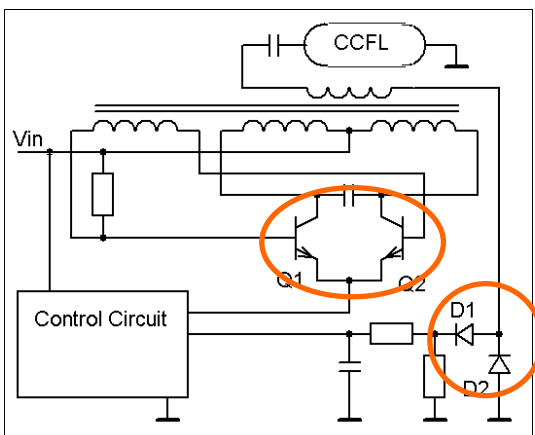 CCFL
Vin
Q1 Q2
Control Circuit
D1
D2